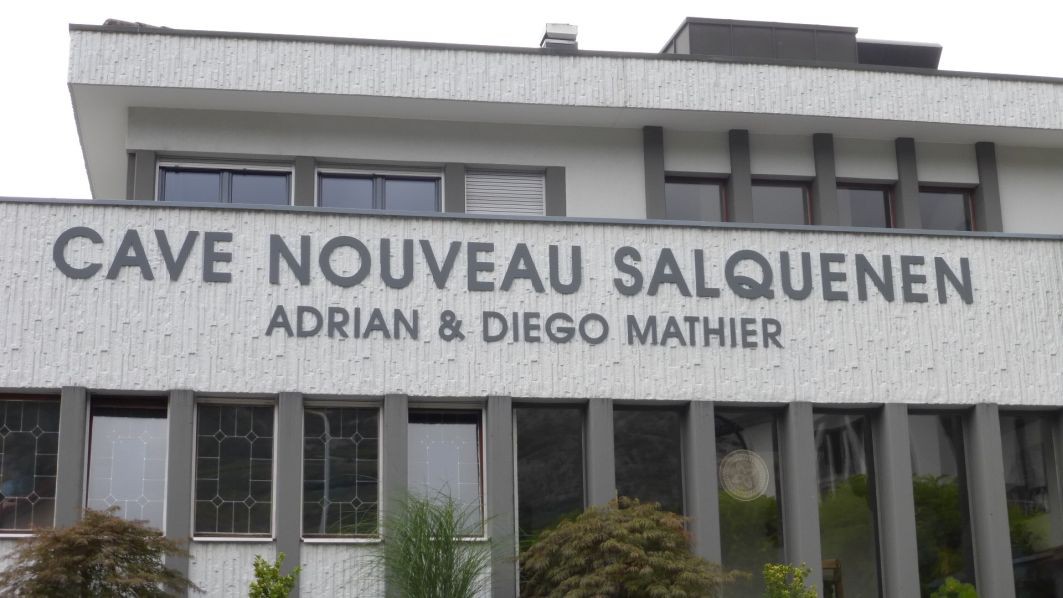 CAVE NOUVEAU SALQUENEN
ADRIAN & DIEGO MATHIER